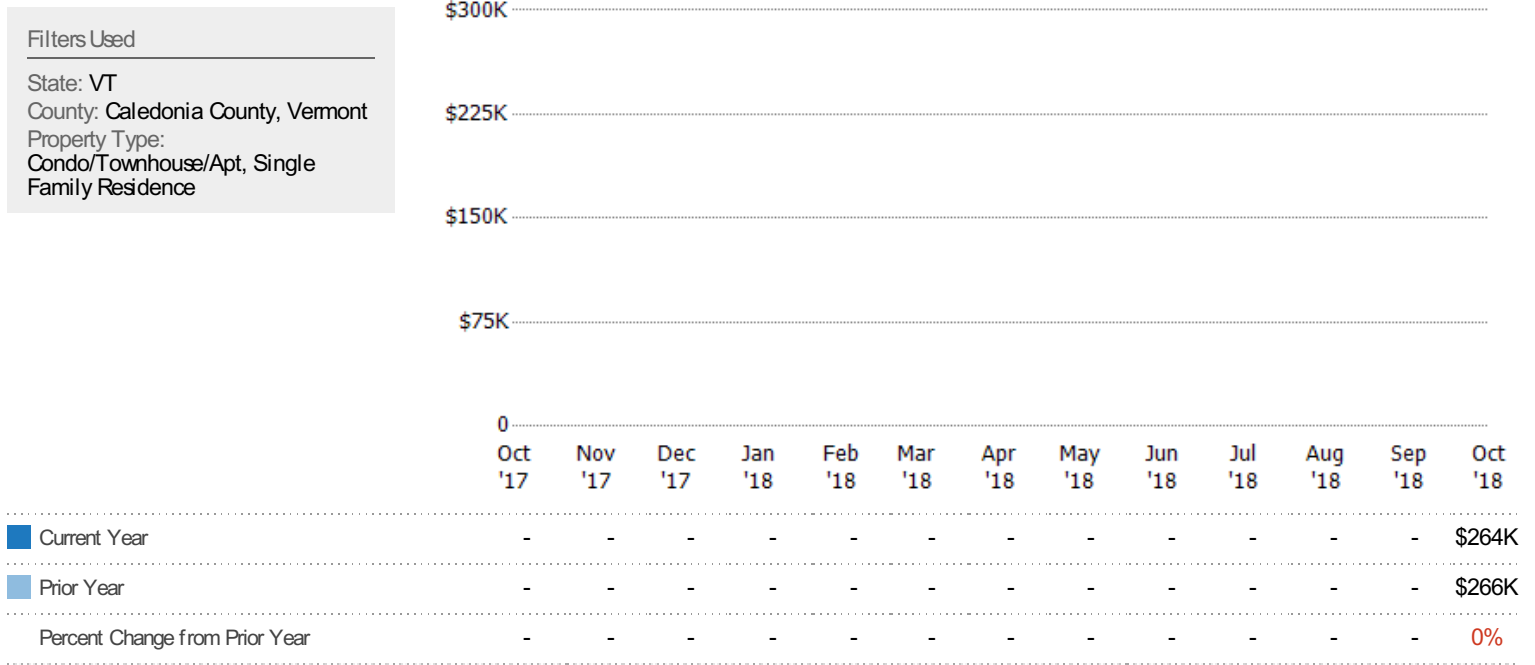 Filters Used
State: VT
County: Caledonia County, Vermont
Property Type:
Condo/Townhouse/Apt, Single
Family Residence
$300K
$225K
$150K
$75K
0
Oct Nov Dec Jan Feb Mar Apr May Jun Jul Aug Sep Oct
'17 '17 '17 '18 '18 '18 '18 '18 '18 '18 '18 '18 '18
Current Year - - - - - - - - - - - - $264K
Prior Year - - - - - - - - - - - - $266K
Percent Change from Prior Year - - - - - - - - - - - - 0%